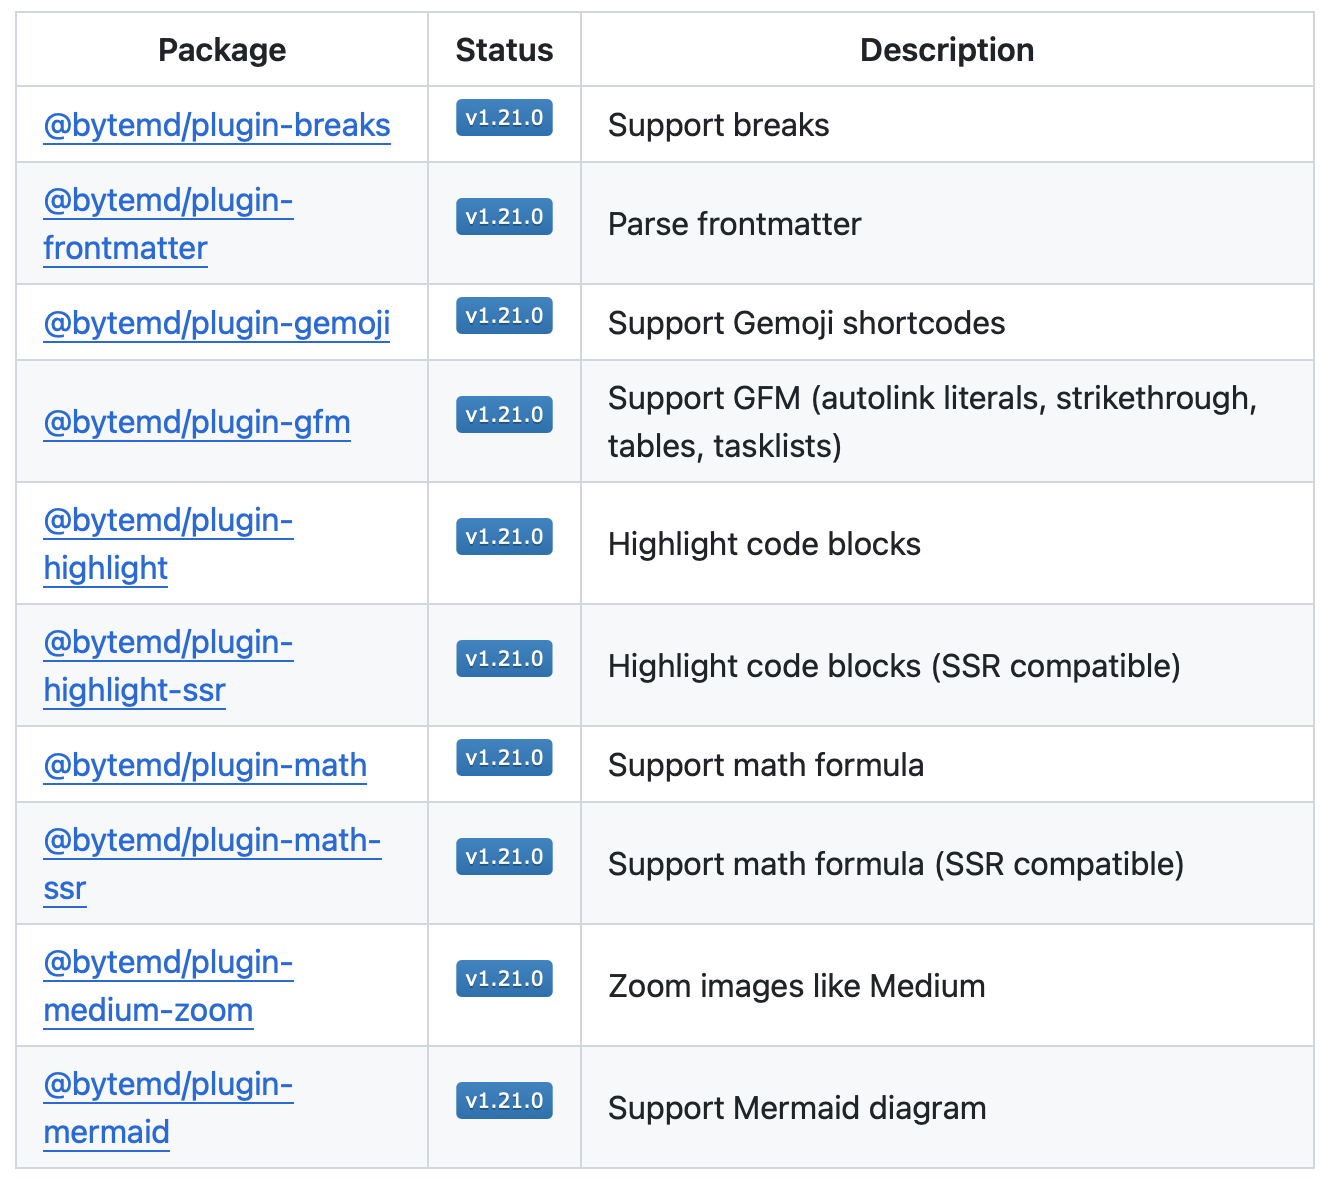 Package Status Description
@bytemd/plugin-breaks v1.21.0 Support breaks
@bytemd/plugin-
frontmatter v1.21.0 Parse frontmatter
@bytemd/plugin-gemoji v1.21.0 Support Gemoji shortcodes
@bytemd/plugin-gfm v1.21.0 Support GFM (autolink literals, strikethrough,
tables, tasklists)
@bytemd/plugin-
highlight v1.21.0 Highlight code blocks
@bytemd/plugin-
highlight-ssr v1.21.0 Highlight code blocks (SSR compatible)
@bytemd/plugin-math v1.21.0 Support math formula
@bytemd/plugin-math-
ssr v1.21.0 Support math formula (SSR compatible)
@bytemd/plugin-
medium-zoom v1.21.0 Zoom images like Medium
@bytemd/plugin-
mermaid v1.21.0 Support Mermaid diagram